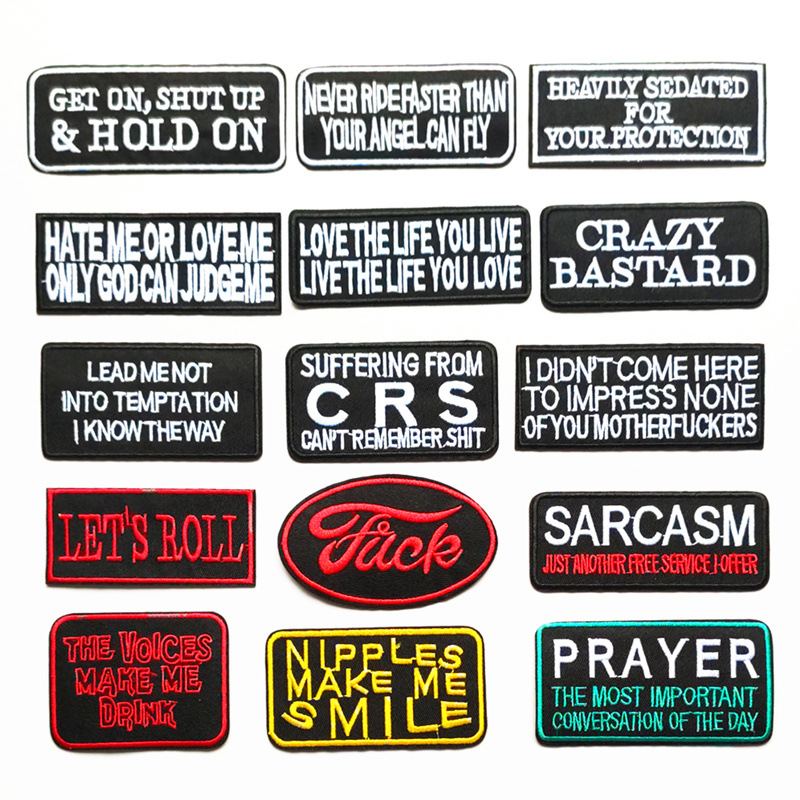 GET ON, SHUT UP
& HOLD ON
NEVER RIDE FASTER THAN
YOUR ANGEL CAN FLY
HEAVILY SEDATED
FOR
YOUR PROTECTION
HATE ME OR LOVE ME
ONLY GOD CAN JUDGE ME
LOVE THE LIFE YOU LIVE
LIVE THE LIFE YOU LOVE
CRAZY
BASTARD
LEAD ME NOT
INTO TEMPTATION
I KNOW THE WAY
SUFFERING FROM
C R S
CAN'T REMEMBER SHIT
I DIDN'T COME HERE
TO IMPRESS NONE
OF YOU MOTHERFUCKERS
LET'S ROLL
Fuck
SARCASM
JUST ANOTHER FREE SERVICE I OFFER
THE VOICES
MAKE ME
DRINK
NIPPLES
MAKE ME
SMILE
PRAYER
THE MOST IMPORTANT
CONVERSATION OF THE DAY